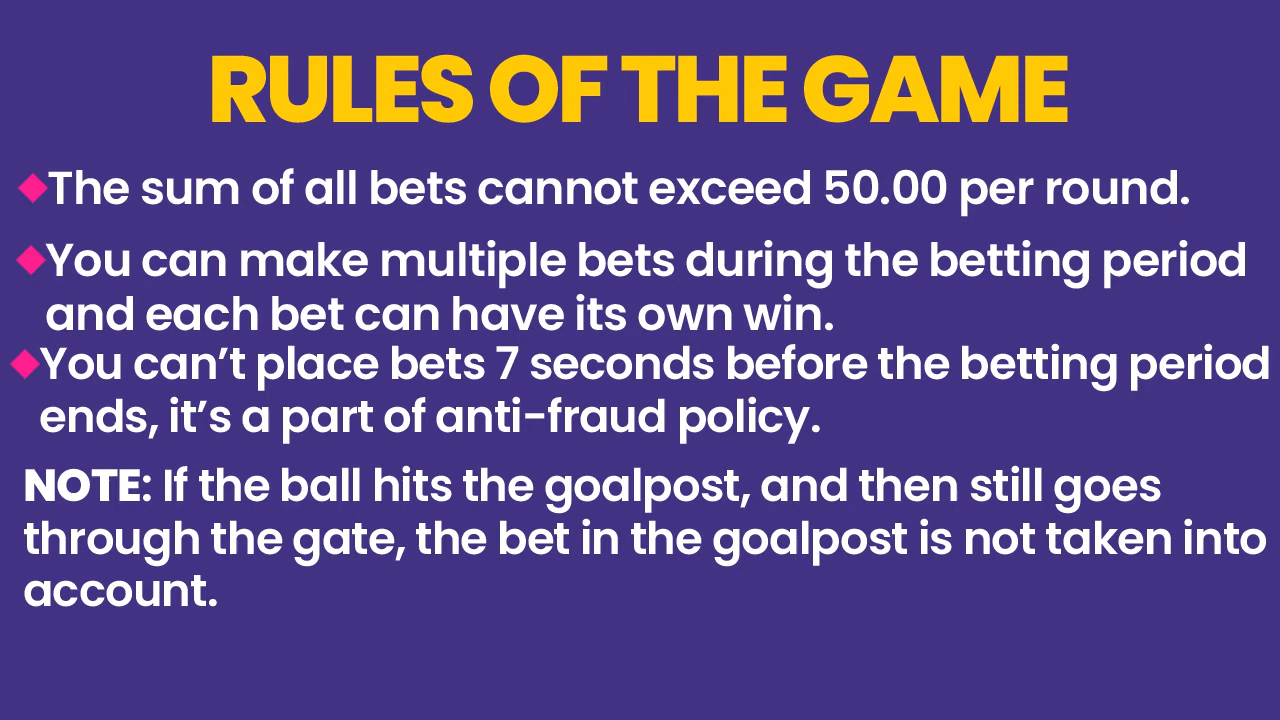 RULES OF THE GAME
The sum of all bets cannot exceed 50.00 per round.
You can make multiple bets during the betting period
and each bet can have its own win.
You can’t place bets 7 seconds before the betting period
ends, it’s a part of anti-fraud policy.
NOTE: If the ball hits the goalpost, and then still goes
through the gate, the bet in the goalpost is not taken into
account.